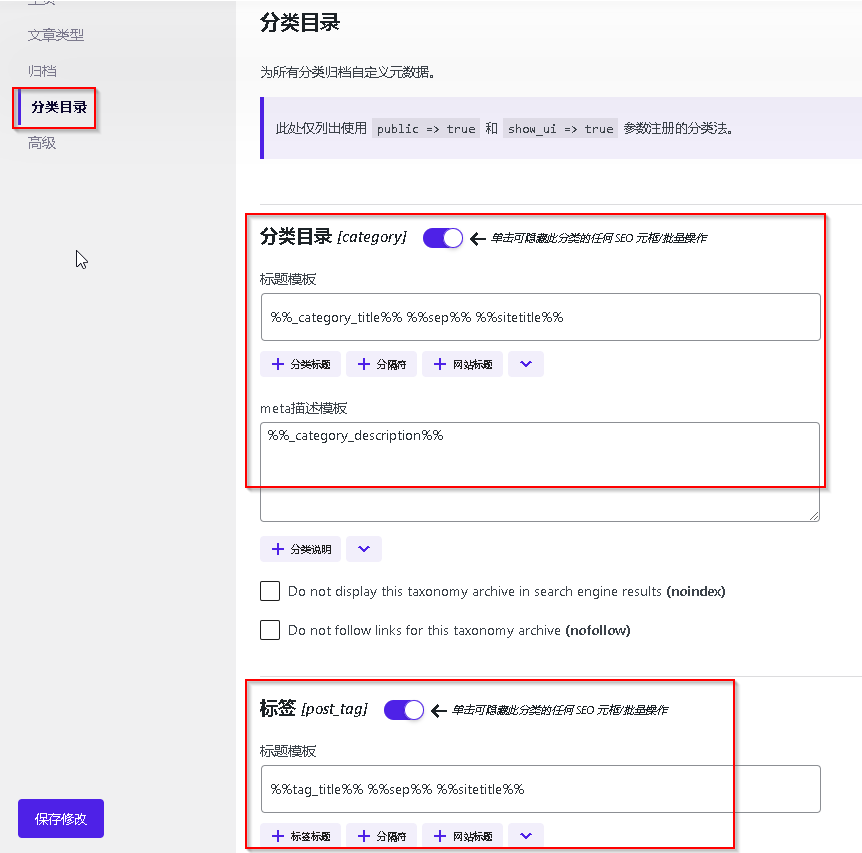 文章类型
归档
分类目录
高级
保存修改
分类目录
为所有分类归档自定义元数据。
此处仅列出使用 public => true 和 show_ui => true 参数注册的分类法。
分类目录 [category] 单击可隐藏此分类的任何 SEO 元框/批量操作
标题模板
%%_category_title%% %%sep%% %%sitetitle%%
+ 分类标题 + 分隔符 + 网站标题
meta描述模板
%%_category_description%%
+ 分类说明
Do not display this taxonomy archive in search engine results (noindex)
Do not follow links for this taxonomy archive (nofollow)
标签 [post_tag] 单击可隐藏此分类的任何 SEO 元框/批量操作
标题模板
%%tag_title%% %%sep%% %%sitetitle%%
+ 标签标题 + 分隔符 + 网站标题